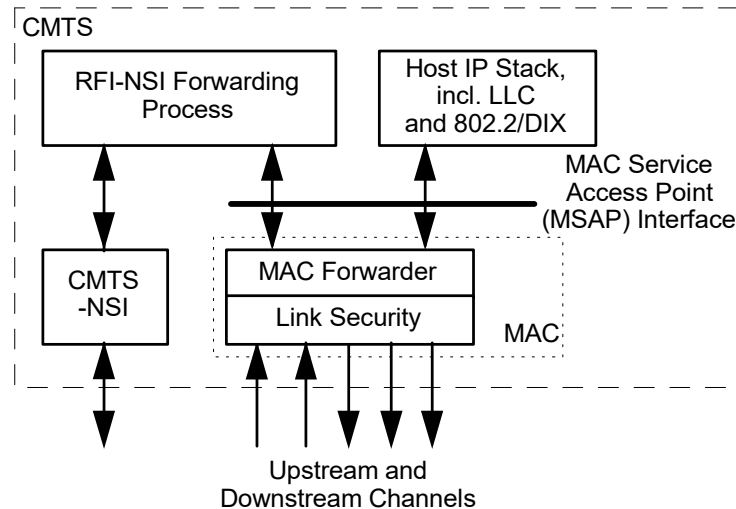 CMTS
RFI-NSI Forwarding
Process
Host IP Stack,
incl. LLC
and 802.2/DIX
MAC Service
Access Point
(MSAP) Interface
CMTS
-NSI
MAC Forwarder
Link Security
MAC
Upstream and
Downstream Channels